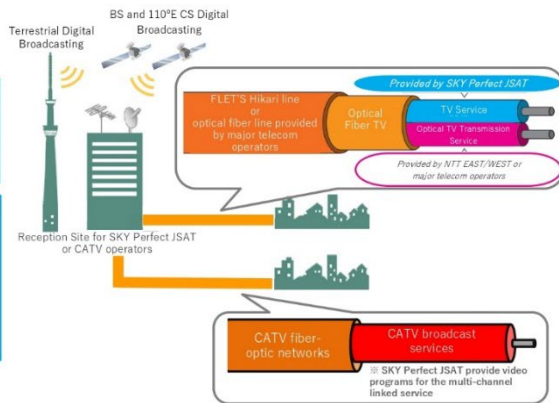 Terrestrial Digital
Broadcasting
BS and 110°E CS Digital
Broadcasting
Provided by SKY Perfect JSAT
FLET'S Hikari line
or
optical fiber line provided
by major telecom
operators
Optical
Fiber TV
TV Service
Optical TV Transmission
Service
Provided by NTT EAST/WEST or
major telecom operators
Reception Site for SKY Perfect JSAT
or CATV operators
CATV fiber-
optic networks
CATV broadcast
services
※ SKY Perfect JSAT provide video
programs for the multi-channel
linked service